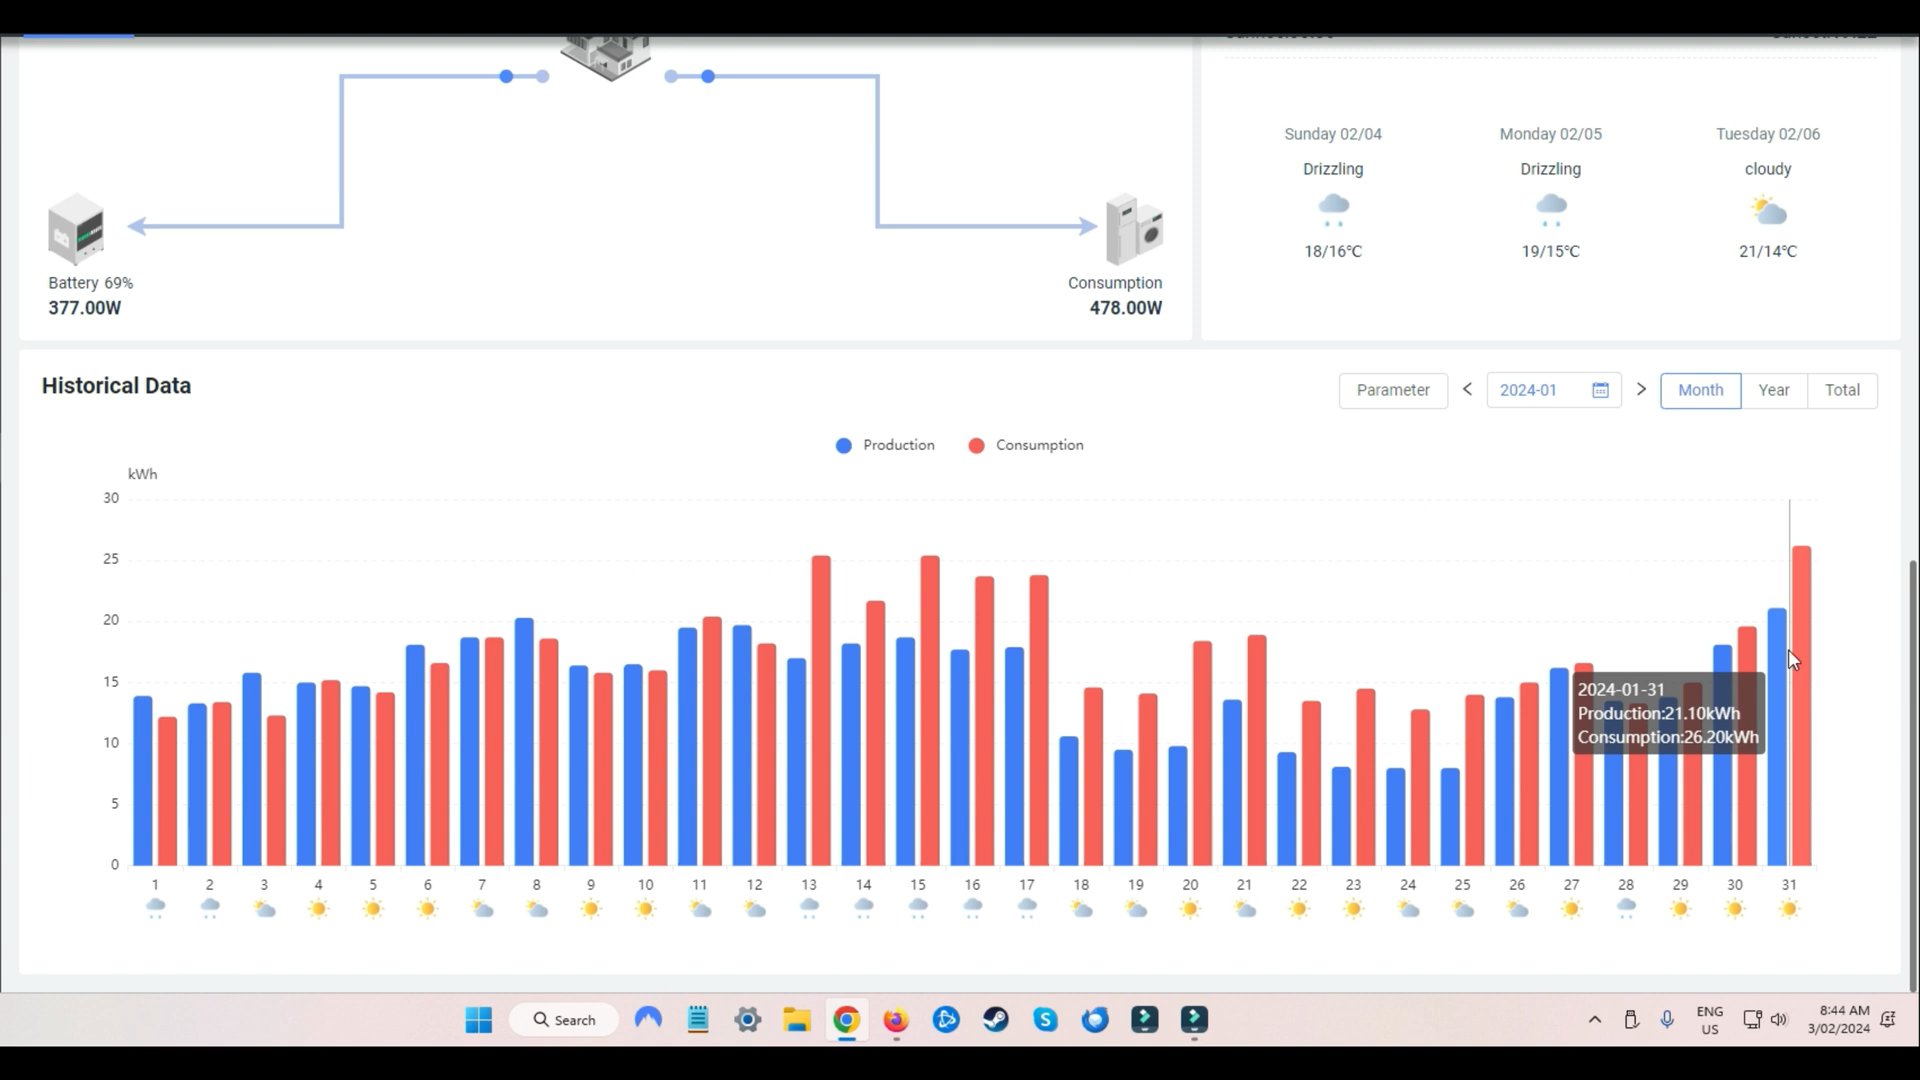 Sunday 02/04
Monday 02/05
Tuesday 02/06
Drizzling
Drizzling
cloudy
18/16℃
19/15℃
21/14℃
Battery 69%
377.00W
Consumption
478.00W
Historical Data
Parameter
<
2024-01
>
Month
Year
Total
Production
Consumption
kWh
30
25
20
15
10
5
0
2024-01-31
Production:21.10kWh
Consumption:26.20kWh
1 2 3 4 5 6 7 8 9 10 11 12 13 14 15 16 17 18 19 20 21 22 23 24 25 26 27 28 29 30 31
Search
ENG
US
8:44 AM
3/02/2024